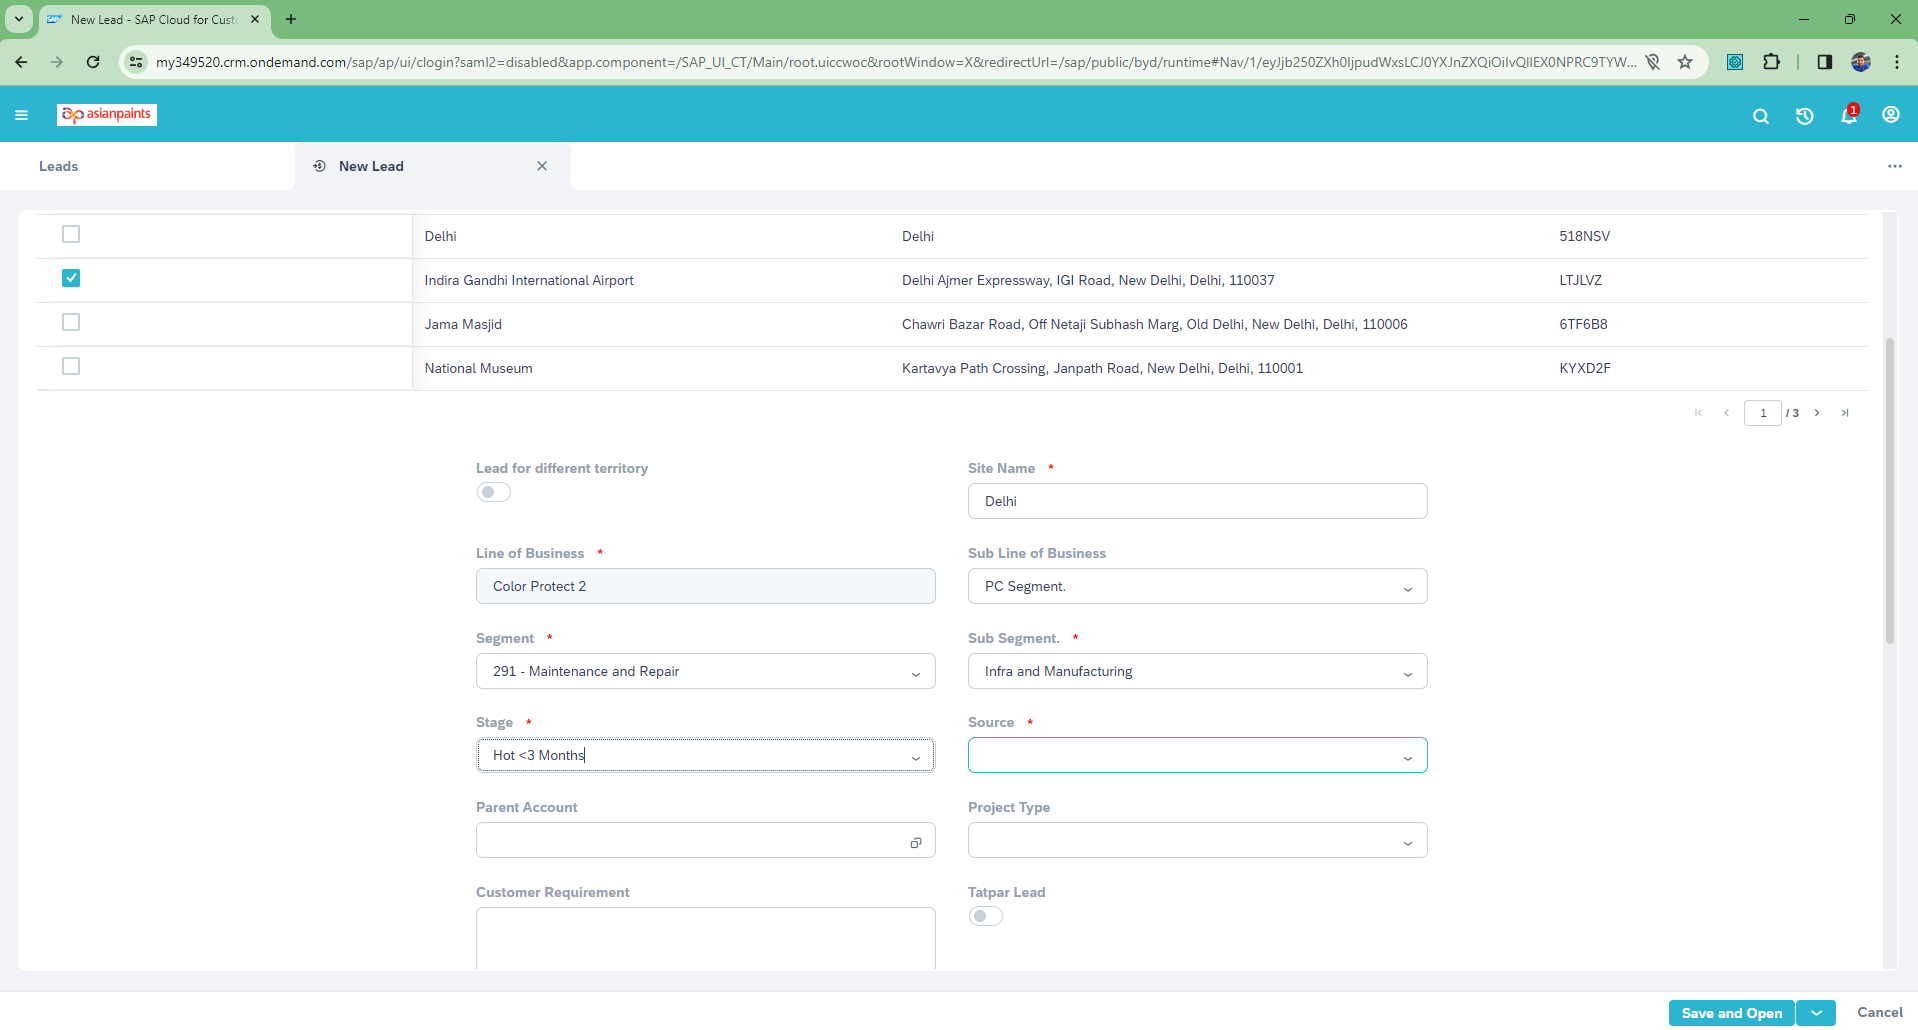 New Lead - SAP Cloud for Cust
my349520.crm.ondemand.com/sap/ap/ui/clogin?saml2=disabled&app.component=/SAP_UI_CT/Main/root.uiccwoc&rootWindow=X&redirectUrl=/sap/public/byd/runtime#Nav/1/eyJjb250ZXh0IjpudWxsLCJ0YXJnZXQiOiIvQllEX0NPRC9TYW...
asianpaints
1
Leads
New Lead
Delhi Delhi 518NSV
Indira Gandhi International Airport Delhi Ajmer Expressway, IGI Road, New Delhi, Delhi, 110037 LTJLVZ
Jama Masjid Chawri Bazar Road, Off Netaji Subhash Marg, Old Delhi, New Delhi, Delhi, 110006 6TF6B8
National Museum Kartavya Path Crossing, Janpath Road, New Delhi, Delhi, 110001 KYXD2F
1 / 3
Lead for different territory
Site Name *
Delhi
Line of Business *
Color Protect 2
Sub Line of Business
PC Segment.
Segment *
291 - Maintenance and Repair
Sub Segment. *
Infra and Manufacturing
Stage *
Hot <3 Months
Source *
Parent Account
Project Type
Customer Requirement
Tatpar Lead
Save and Open
Cancel